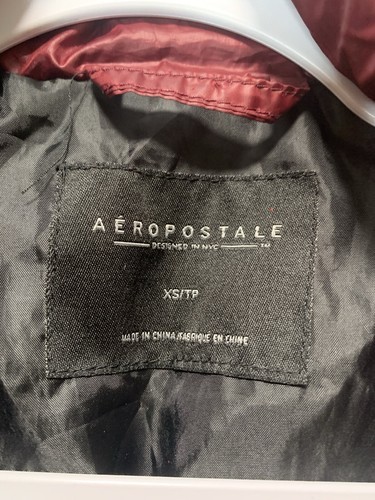 AÉROPOSTALE
DESIGNED IN NYC TM
XS/TP
MADE IN CHINA/FABRIQUÉ EN CHINE